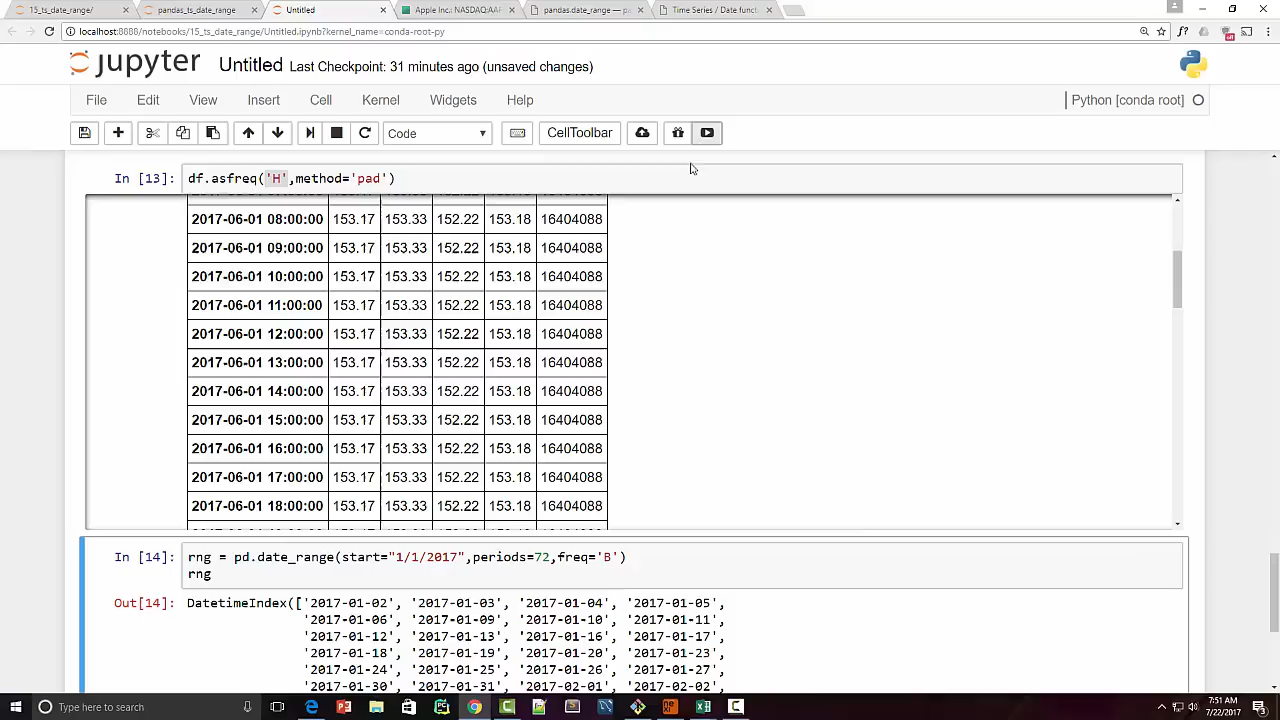 15_ts_date_range/
pandas_ts_date_range
Untitled
Apple Inc: NASDAQ:AA
pandas.date_range — p
Time Series / Date funct
localhost:8888/notebooks/15_ts_date_range/Untitled.ipynb?kernel_name=conda-root-py
jupyter Untitled Last Checkpoint: 31 minutes ago (unsaved changes)
File Edit View Insert Cell Kernel Widgets Help Python [conda root]
Code CellToolbar
In [13]: df.asfreq('H',method='pad')
2017-06-01 08:00:00 153.17 153.33 152.22 153.18 16404088
2017-06-01 09:00:00 153.17 153.33 152.22 153.18 16404088
2017-06-01 10:00:00 153.17 153.33 152.22 153.18 16404088
2017-06-01 11:00:00 153.17 153.33 152.22 153.18 16404088
2017-06-01 12:00:00 153.17 153.33 152.22 153.18 16404088
2017-06-01 13:00:00 153.17 153.33 152.22 153.18 16404088
2017-06-01 14:00:00 153.17 153.33 152.22 153.18 16404088
2017-06-01 15:00:00 153.17 153.33 152.22 153.18 16404088
2017-06-01 16:00:00 153.17 153.33 152.22 153.18 16404088
2017-06-01 17:00:00 153.17 153.33 152.22 153.18 16404088
2017-06-01 18:00:00 153.17 153.33 152.22 153.18 16404088
In [14]: rng = pd.date_range(start="1/1/2017",periods=72,freq='B')
rng
Out[14]: DatetimeIndex(['2017-01-02', '2017-01-03', '2017-01-04', '2017-01-05',
'2017-01-06', '2017-01-09', '2017-01-10', '2017-01-11',
'2017-01-12', '2017-01-13', '2017-01-16', '2017-01-17',
'2017-01-18', '2017-01-19', '2017-01-20', '2017-01-23',
'2017-01-24', '2017-01-25', '2017-01-26', '2017-01-27',
'2017-01-30', '2017-01-31', '2017-02-01', '2017-02-02',
Type here to search
7:51 AM
7/22/2017